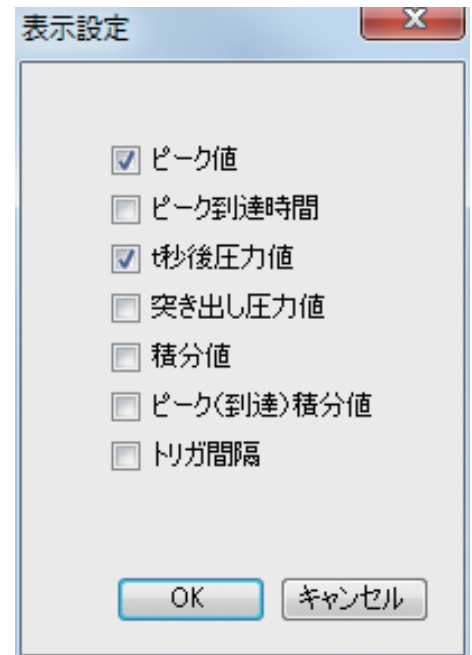 表示設定
ピーク値
ピーク到達時間
t秒後圧力値
突き出し圧力値
積分値
ピーク(到達)積分値
トリガ間隔
OK キャンセル